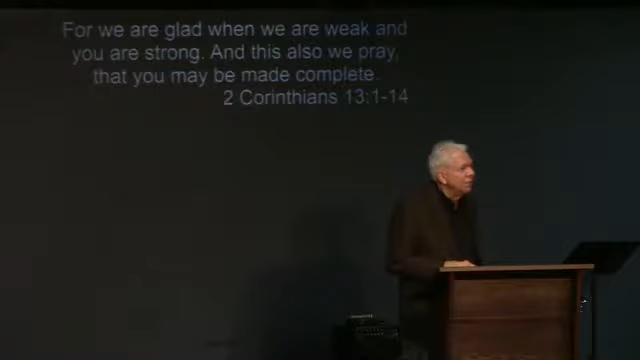 For we are glad when we are weak and
you are strong. And this also we pray,
that you may be made complete.
2 Corinthians 13:1-14